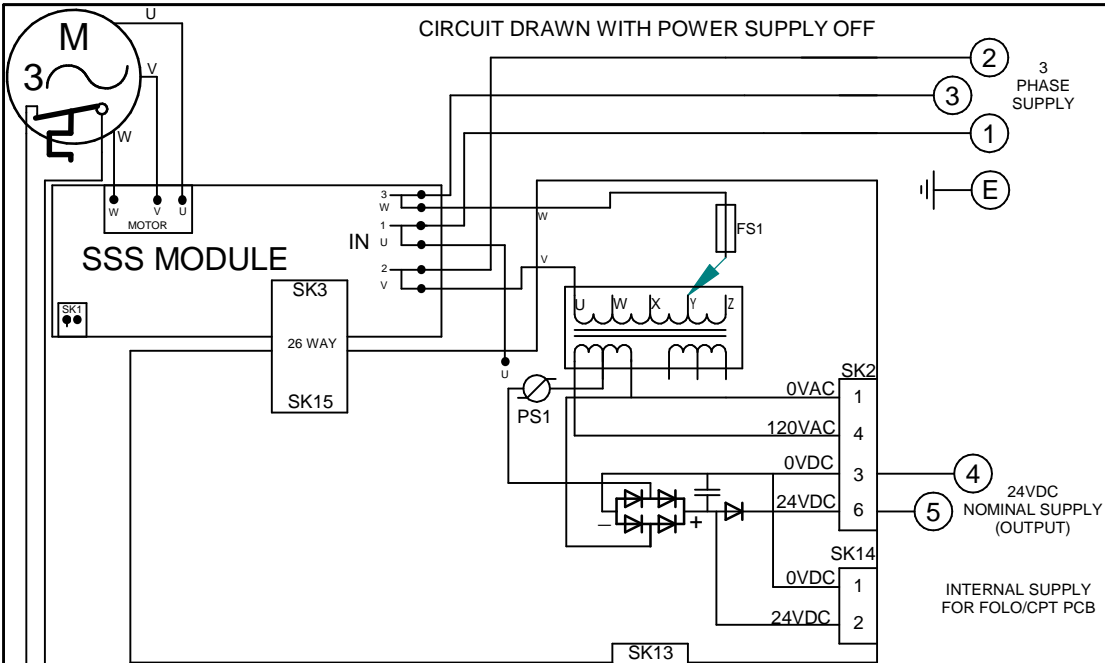 CIRCUIT DRAWN WITH POWER SUPPLY OFF
U
M
3
V
W
2
3
1
E
3
PHASE
SUPPLY
W V U
MOTOR
SSS MODULE
IN
3
W
1
U
2
V
W
V
FS1
SK1
SK3
26 WAY
SK15
U W X Y Z
U
PS1
SK2
0VAC 1
120VAC 4
0VDC 3
24VDC 6
4
5
24VDC
NOMINAL SUPPLY
(OUTPUT)
– +
SK14
0VDC 1
24VDC 2
INTERNAL SUPPLY
FOR FOLO/CPT PCB
SK13